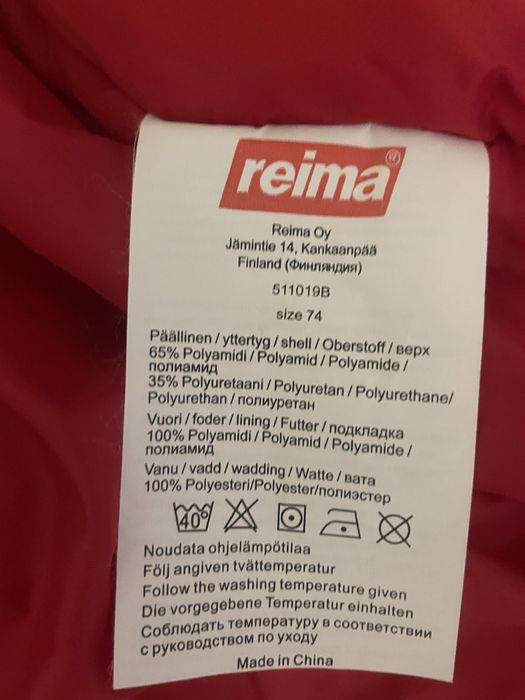 reima®
Reima Oy
Jämintie 14, Kankaanpää
Finland (Финляндия)
511019B
size 74
Päällinen / yttertyg / shell / Oberstoff / верх
65% Polyamidi / Polyamid / Polyamide /
полиамид
35% Polyuretaani / Polyuretan / Polyurethane/
Polyurethan / полиуретан
Vuori / foder / lining / Futter / подкладка
100% Polyamidi / Polyamid / Polyamide /
полиамид
Vanu / vadd / wadding / Watte / вата
100% Polyesteri/Polyester/полиэстер
40°
Noudata ohjelämpötilaa
Följ angiven tvättemperatur
Follow the washing temperature given
Die vorgegebene Temperatur einhalten
Соблюдать температуру в соответствии
с руководством по уходу
Made in China